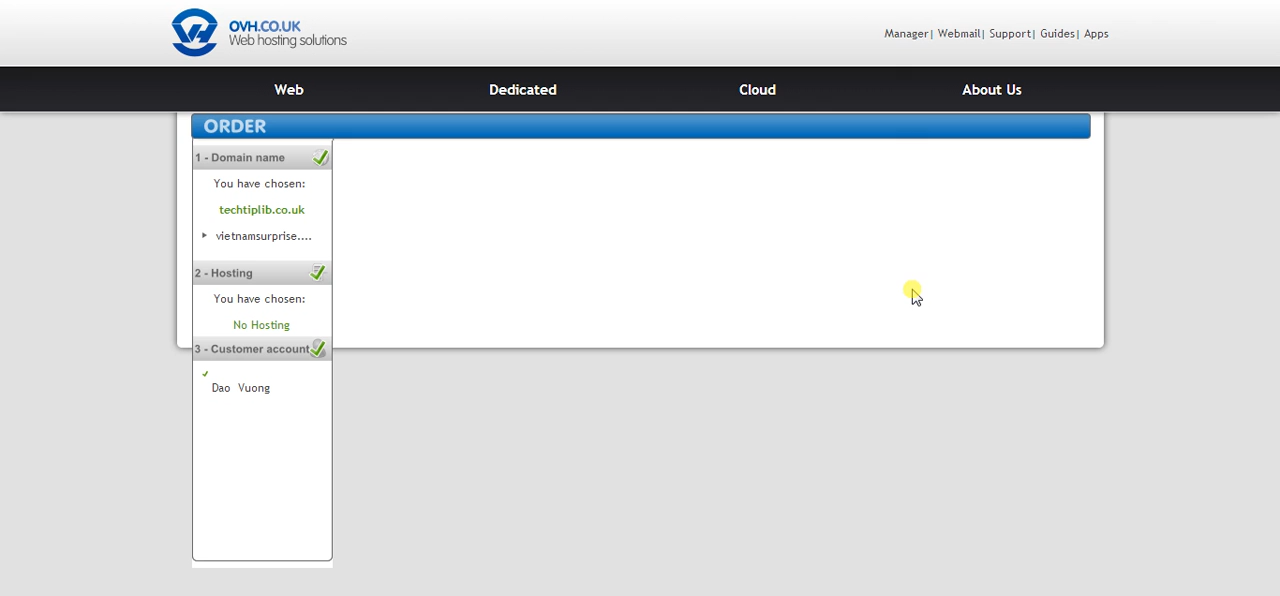 OVH.CO.UK
Web hosting solutions
Manager| Webmail| Support| Guides| Apps
Web Dedicated Cloud About Us
ORDER
1 - Domain name
You have chosen:
techtiplib.co.uk
vietnamsurprise....
2 - Hosting
You have chosen:
No Hosting
3 - Customer account
Dao Vuong